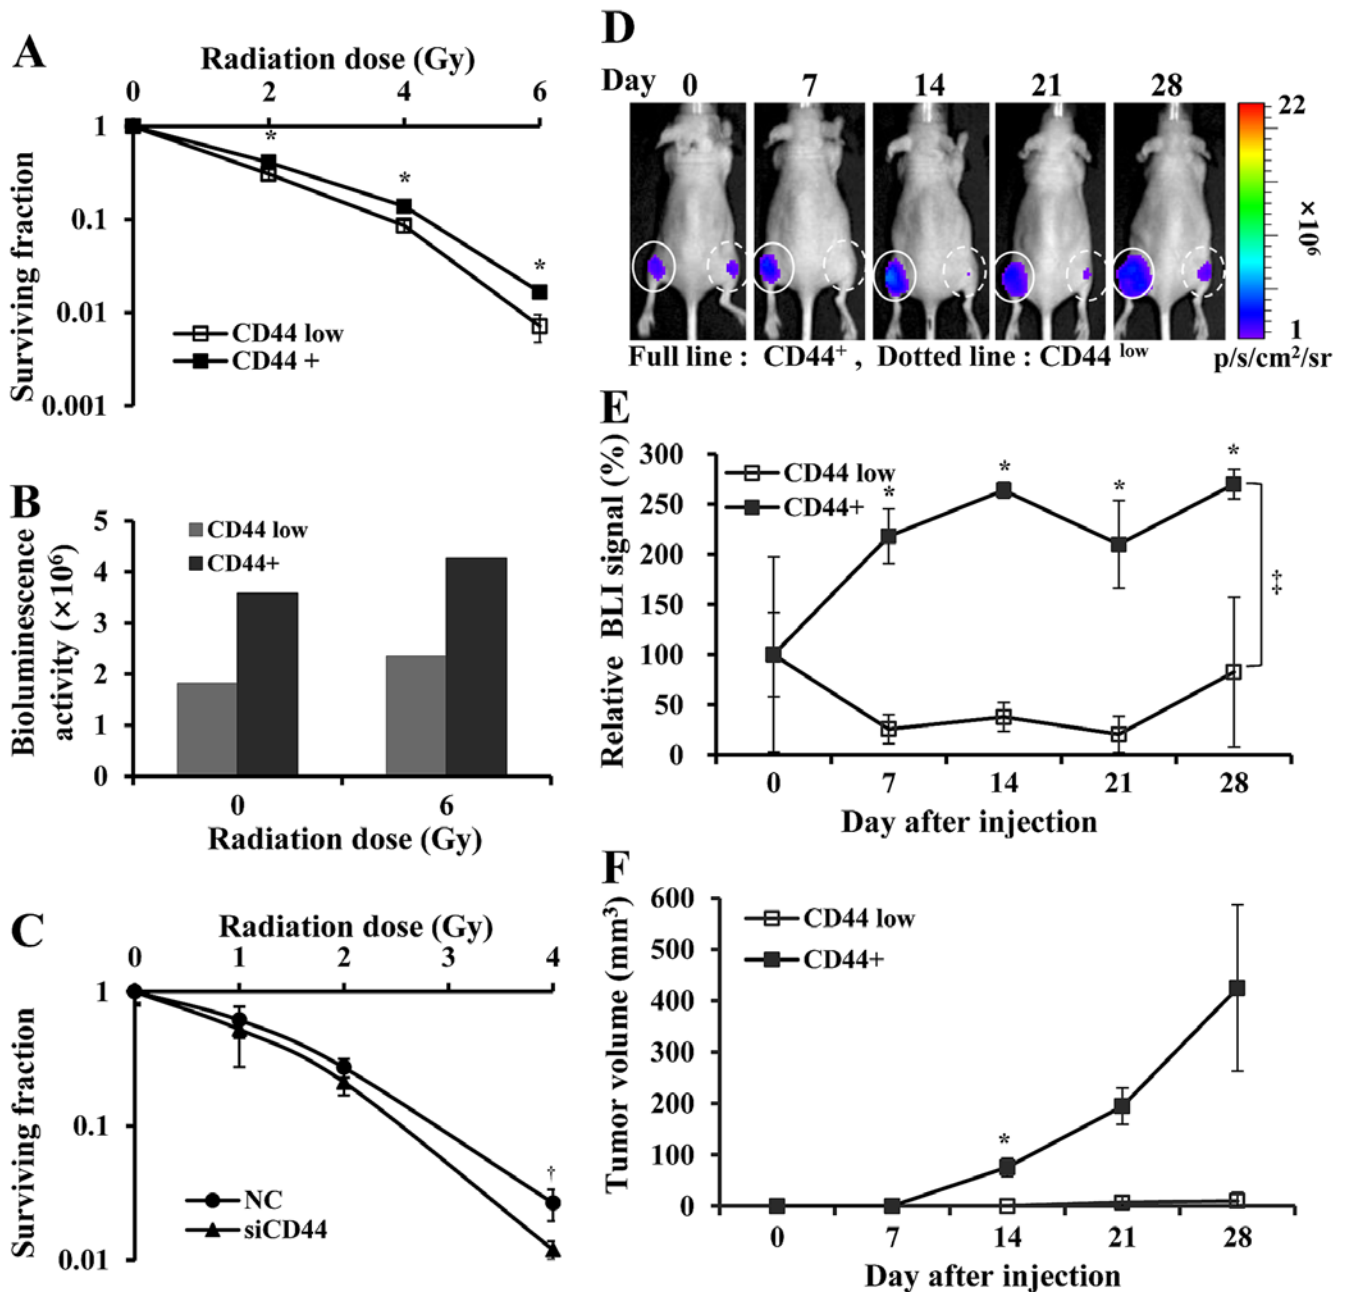 A
Radiation dose (Gy)
0 2 4 6
Surviving fraction
1
0.1
0.01
0.001
*
*
*
CD44 low
CD44 +
B
Bioluminescence
activity (×10⁶)
5
4
3
2
1
0
CD44 low
CD44+
0 6
Radiation dose (Gy)
C
Radiation dose (Gy)
0 1 2 3 4
Surviving fraction
1
0.1
0.01
†
NC
siCD44
D
Day 0 7 14 21 28
22
×10⁶
1
p/s/cm²/sr
Full line : CD44⁺ , Dotted line : CD44 ˡᵒʷ
E
Relative BLI signal (%)
300
250
200
150
100
50
0
CD44 low
CD44+
* * * *
‡
0 7 14 21 28
Day after injection
F
Tumor volume (mm³)
600
500
400
300
200
100
0
CD44 low
CD44+
*
0 7 14 21 28
Day after injection